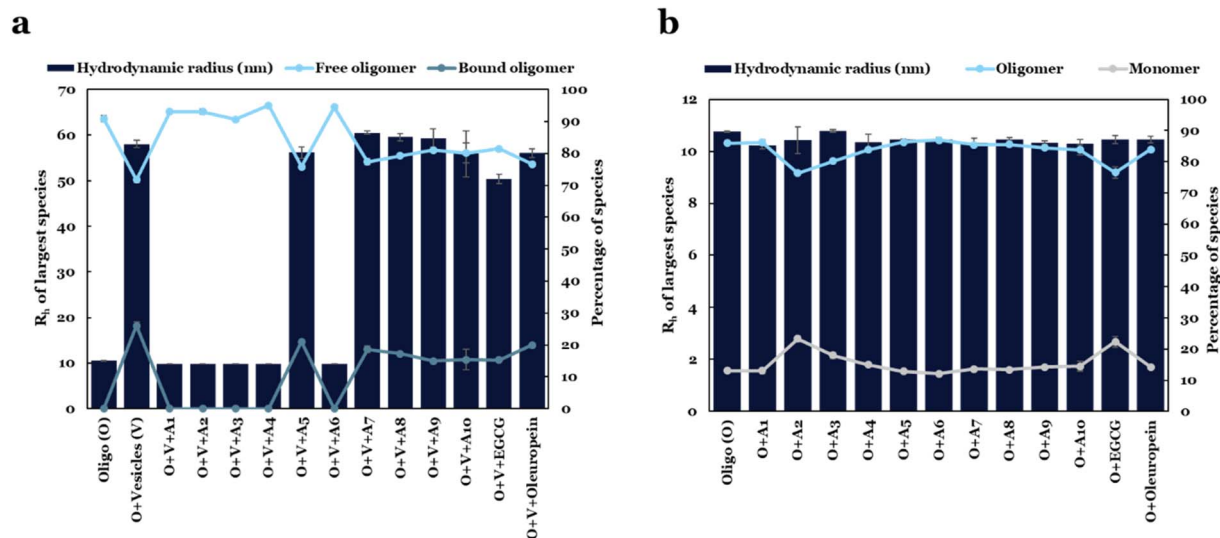 a
Hydrodynamic radius (nm) Free oligomer Bound oligomer
70
60
50
40
30
20
10
0
Rh of largest species
100
90
80
70
60
50
40
30
20
10
0
Percentage of species
Oligo (O)
O+Vesicles (V)
O+V+A1
O+V+A2
O+V+A3
O+V+A4
O+V+A5
O+V+A6
O+V+A7
O+V+A8
O+V+A9
O+V+A10
O+V+EGCG
O+V+Oleuropein
b
Hydrodynamic radius (nm) Oligomer Monomer
12
10
8
6
4
2
0
Rh of largest species
100
90
80
70
60
50
40
30
20
10
0
Percentage of species
Oligo (O)
O+A1
O+A2
O+A3
O+A4
O+A5
O+A6
O+A7
O+A8
O+A9
O+A10
O+EGCG
O+Oleuropein